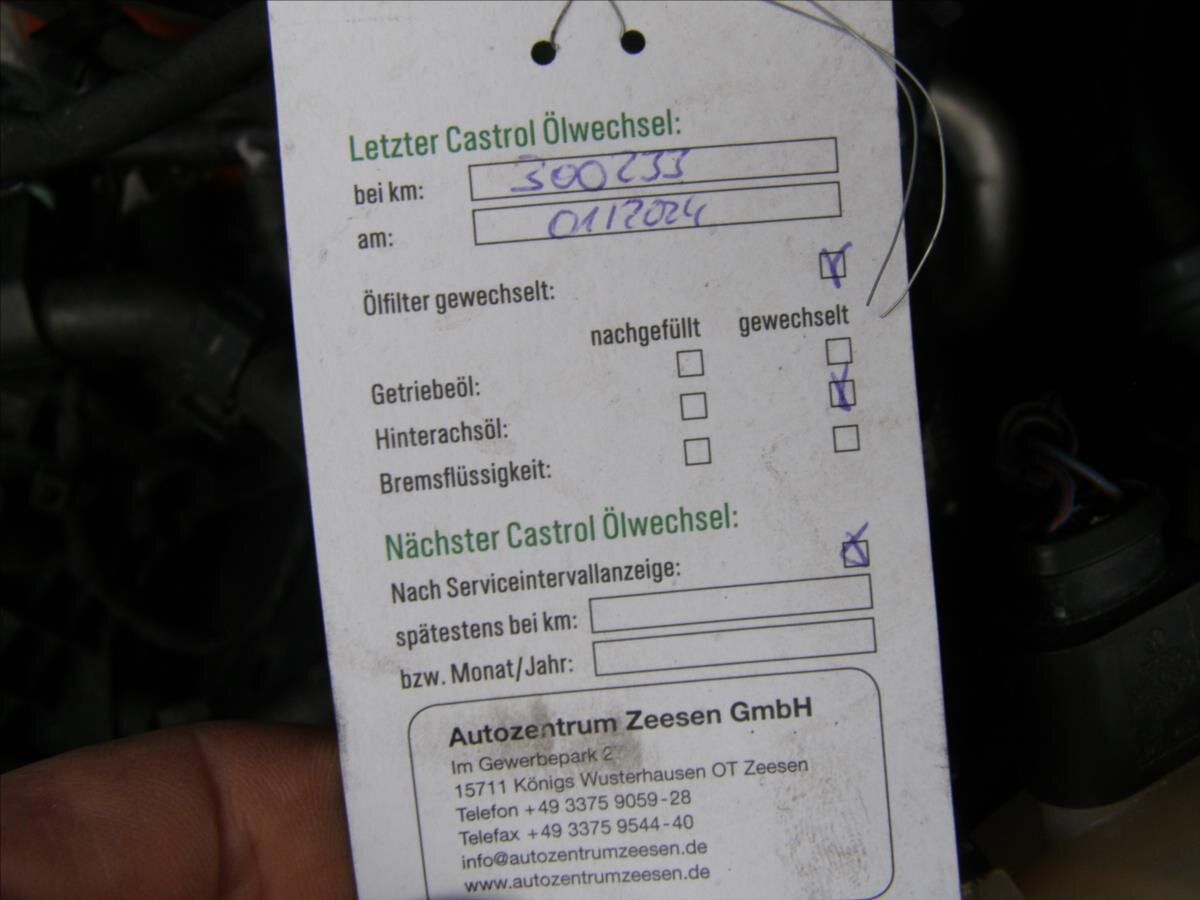 Letzter Castrol Ölwechsel:
bei km: 300233
am: 01/2024
Ölfilter gewechselt:
nachgefüllt gewechselt
Getriebeöl:
Hinterachsöl:
Bremsflüssigkeit:
Nächster Castrol Ölwechsel:
Nach Serviceintervallanzeige:
spätestens bei km:
bzw. Monat/Jahr:
Autozentrum Zeesen GmbH
Im Gewerbepark 2
15711 Königs Wusterhausen OT Zeesen
Telefon +49 3375 9059-28
Telefax +49 3375 9544-40
info@autozentrumzeesen.de
www.autozentrumzeesen.de